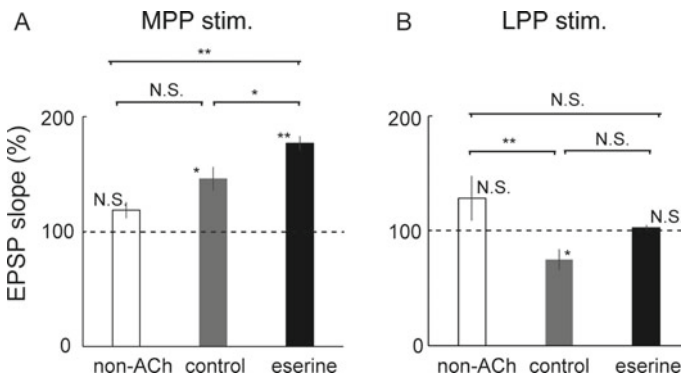 A MPP stim.
B LPP stim.
**
N.S.
*
200
**
*
N.S.
100
0
EPSP slope (%)
non-ACh control eserine
N.S.
**
N.S.
200
N.S.
N.S.
*
100
0
non-ACh control eserine